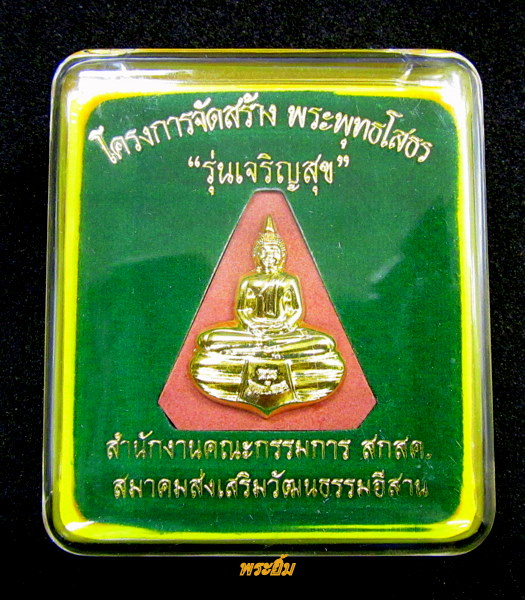 โครงการจัดสร้าง พระพุทธโสธร
“รุ่นเจริญสุข”
สำนักงานคณะกรรมการ สกสค.
สมาคมส่งเสริมวัฒนธรรมอีสาน
พระยิ้ม